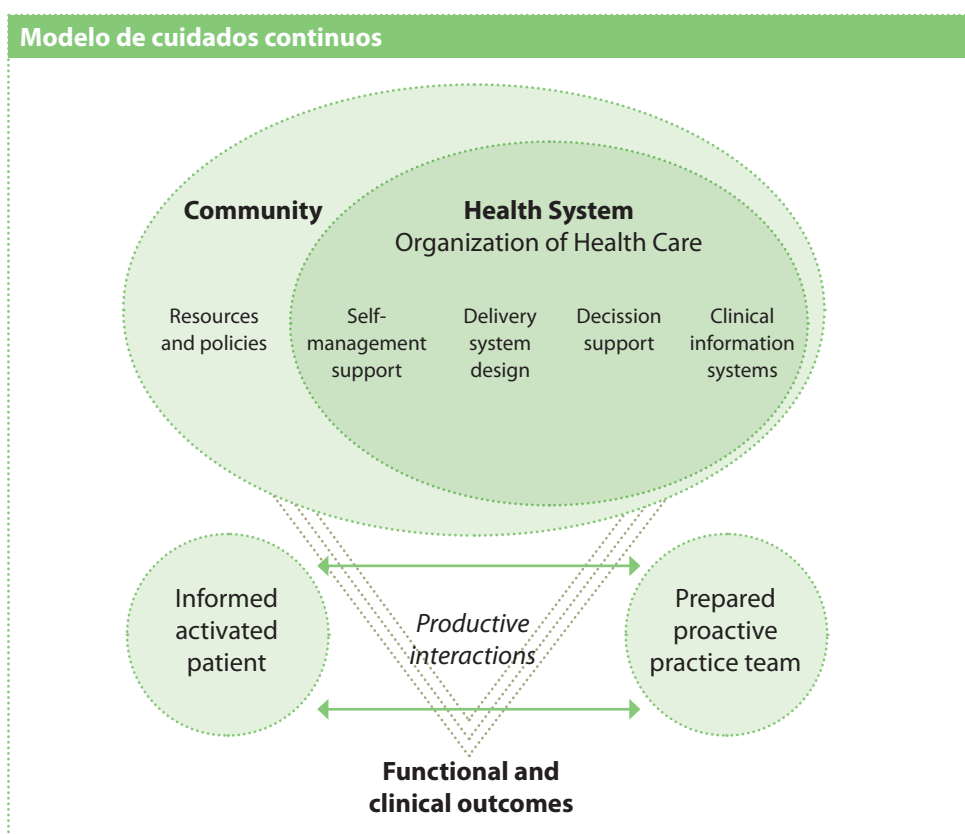 Modelo de cuidados continuos
Community
Health System
Organization of Health Care
Resources
and policies
Self-
management
support
Delivery
system
design
Decission
support
Clinical
information
systems
Informed
activated
patient
Productive
interactions
Prepared
proactive
practice team
Functional and
clinical outcomes